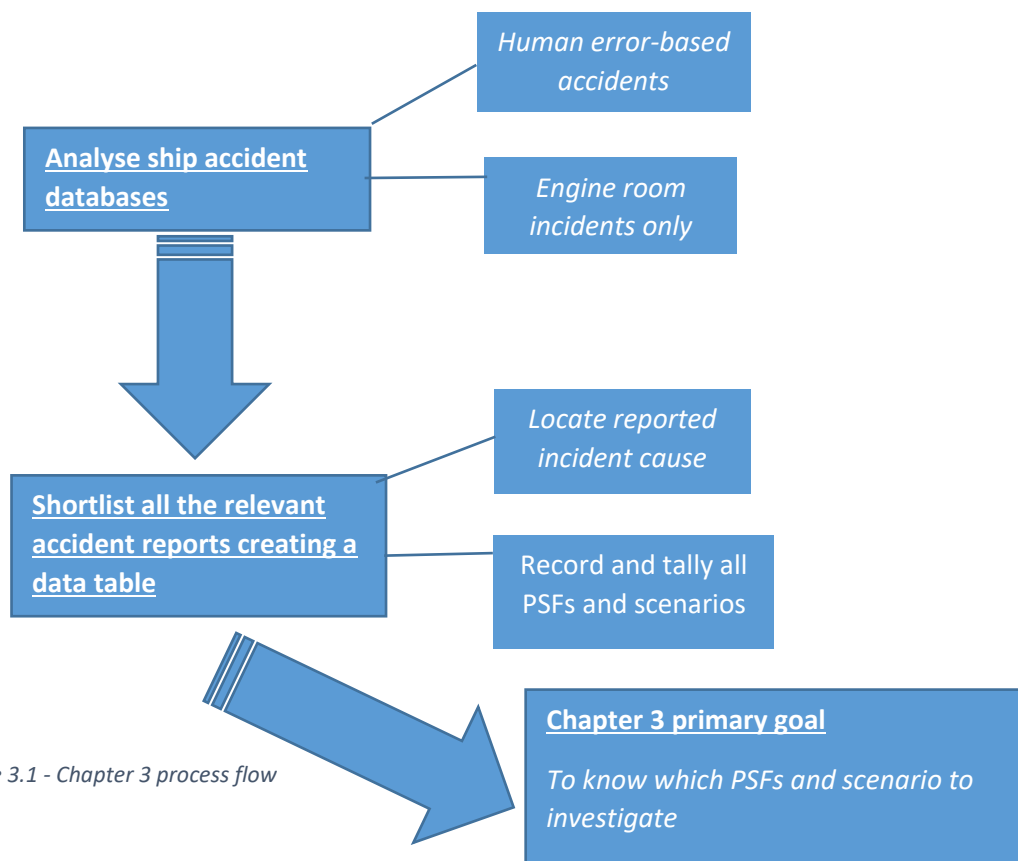 Human error-based
accidents
Analyse ship accident
databases
Engine room
incidents only
Locate reported
incident cause
Shortlist all the relevant
accident reports creating a
data table
Record and tally all
PSFs and scenarios
Chapter 3 primary goal
To know which PSFs and scenario to
investigate
3.1 - Chapter 3 process flow